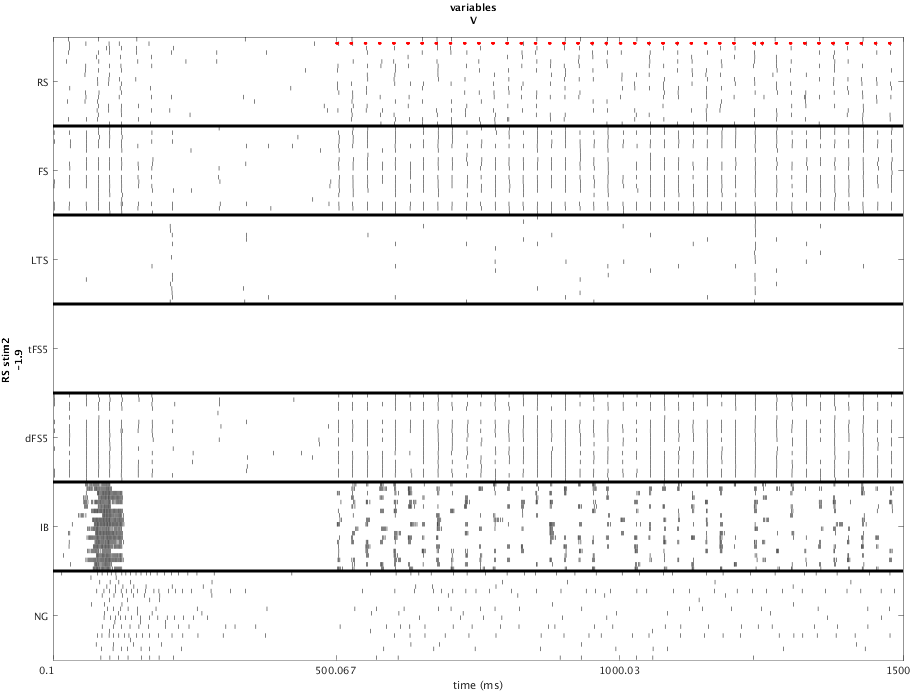 variables
V
RS
FS
LTS
tFS5
dFS5
IB
NG
RS stim2
-1.9
0.1
500.067
1000.03
1500
time (ms)